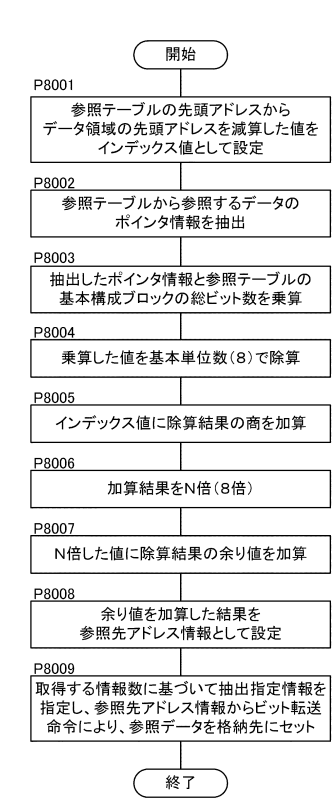 開始
P8001
参照テーブルの先頭アドレスから
データ領域の先頭アドレスを減算した値を
インデックス値として設定
P8002
参照テーブルから参照するデータの
ポインタ情報を抽出
P8003
抽出したポインタ情報と参照テーブルの
基本構成ブロックの総ビット数を乗算
P8004
乗算した値を基本単位数(8)で除算
P8005
インデックス値に除算結果の商を加算
P8006
加算結果をN倍(8倍)
P8007
N倍した値に除算結果の余り値を加算
P8008
余り値を加算した結果を
参照先アドレス情報として設定
P8009
取得する情報数に基づいて抽出指定情報を
指定し、参照先アドレス情報からビット転送
命令により、参照データを格納先にセット
終了